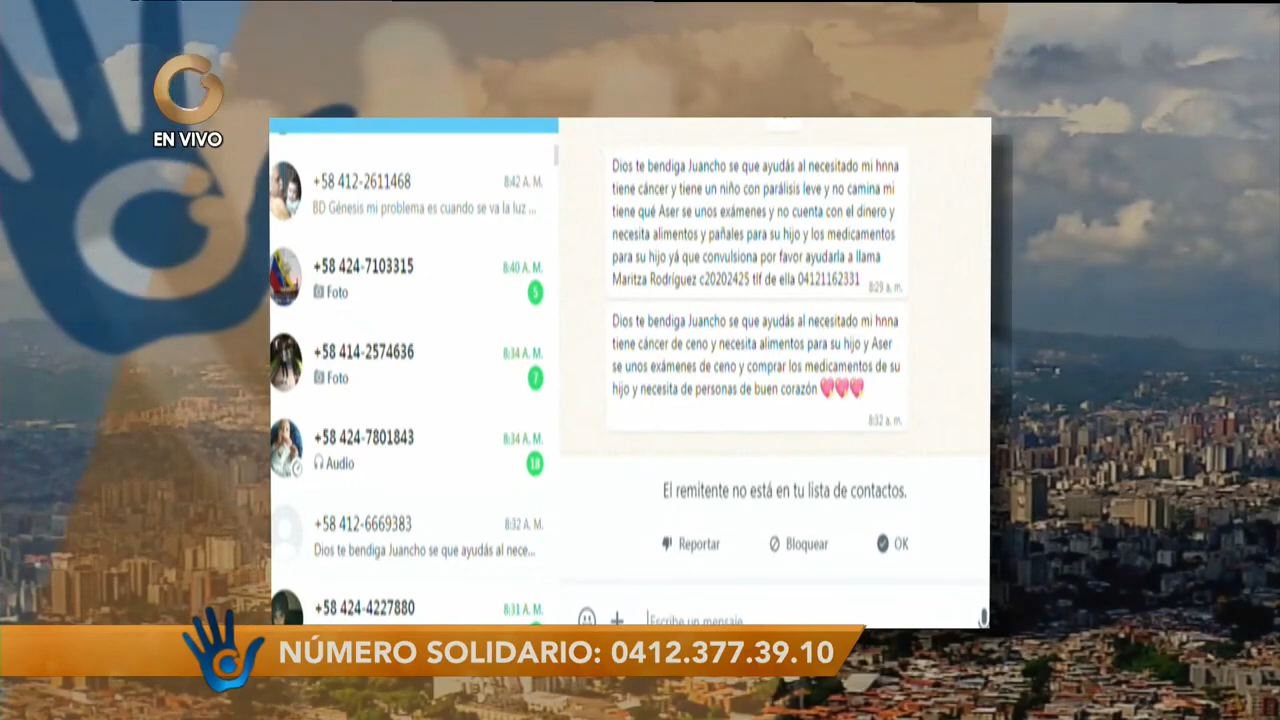 EN VIVO
+58 412-2611468 8:42 A. M.
BD Génesis mi problema es cuando se va la luz ...
+58 424-7103315 8:40 A. M.
Foto 5
+58 414-2574636 8:34 A. M.
Foto 7
+58 424-7801843 8:34 A. M.
Audio 18
+58 412-6669383 8:32 A. M.
Dios te bendiga Juancho se que ayudás al nece...
+58 424-4227880 8:31 A. M.
Dios te bendiga Juancho se que ayudás al necesitado mi hnna
tiene cáncer y tiene un niño con parálisis leve y no camina mi
tiene qué Aser se unos exámenes y no cuenta con el dinero y
necesita alimentos y pañales para su hijo y los medicamentos
para su hijo yá que convulsiona por favor ayudarla a llama
Maritza Rodríguez c20202425 tlf de ella 04121162331
8:29 a. m.
Dios te bendiga Juancho se que ayudás al necesitado mi hnna
tiene cáncer de ceno y necesita alimentos para su hijo y Aser
se unos exámenes de ceno y comprar los medicamentos de su
hijo y necesita de personas de buen corazón 💖💖💖
8:32 a. m.
El remitente no está en tu lista de contactos.
Reportar Bloquear OK
Escribe un mensaje
NÚMERO SOLIDARIO: 0412.377.39.10